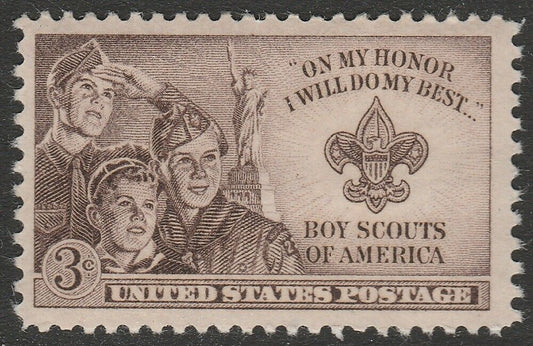 "ON MY HONOR
I WILL DO MY BEST..."
BOY SCOUTS
OF AMERICA
3¢
UNITED STATES POSTAGE